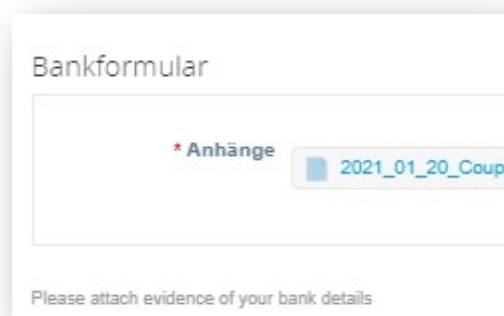 Bankformular
* Anhänge
2021_01_20_Coup
Please attach evidence of your bank details